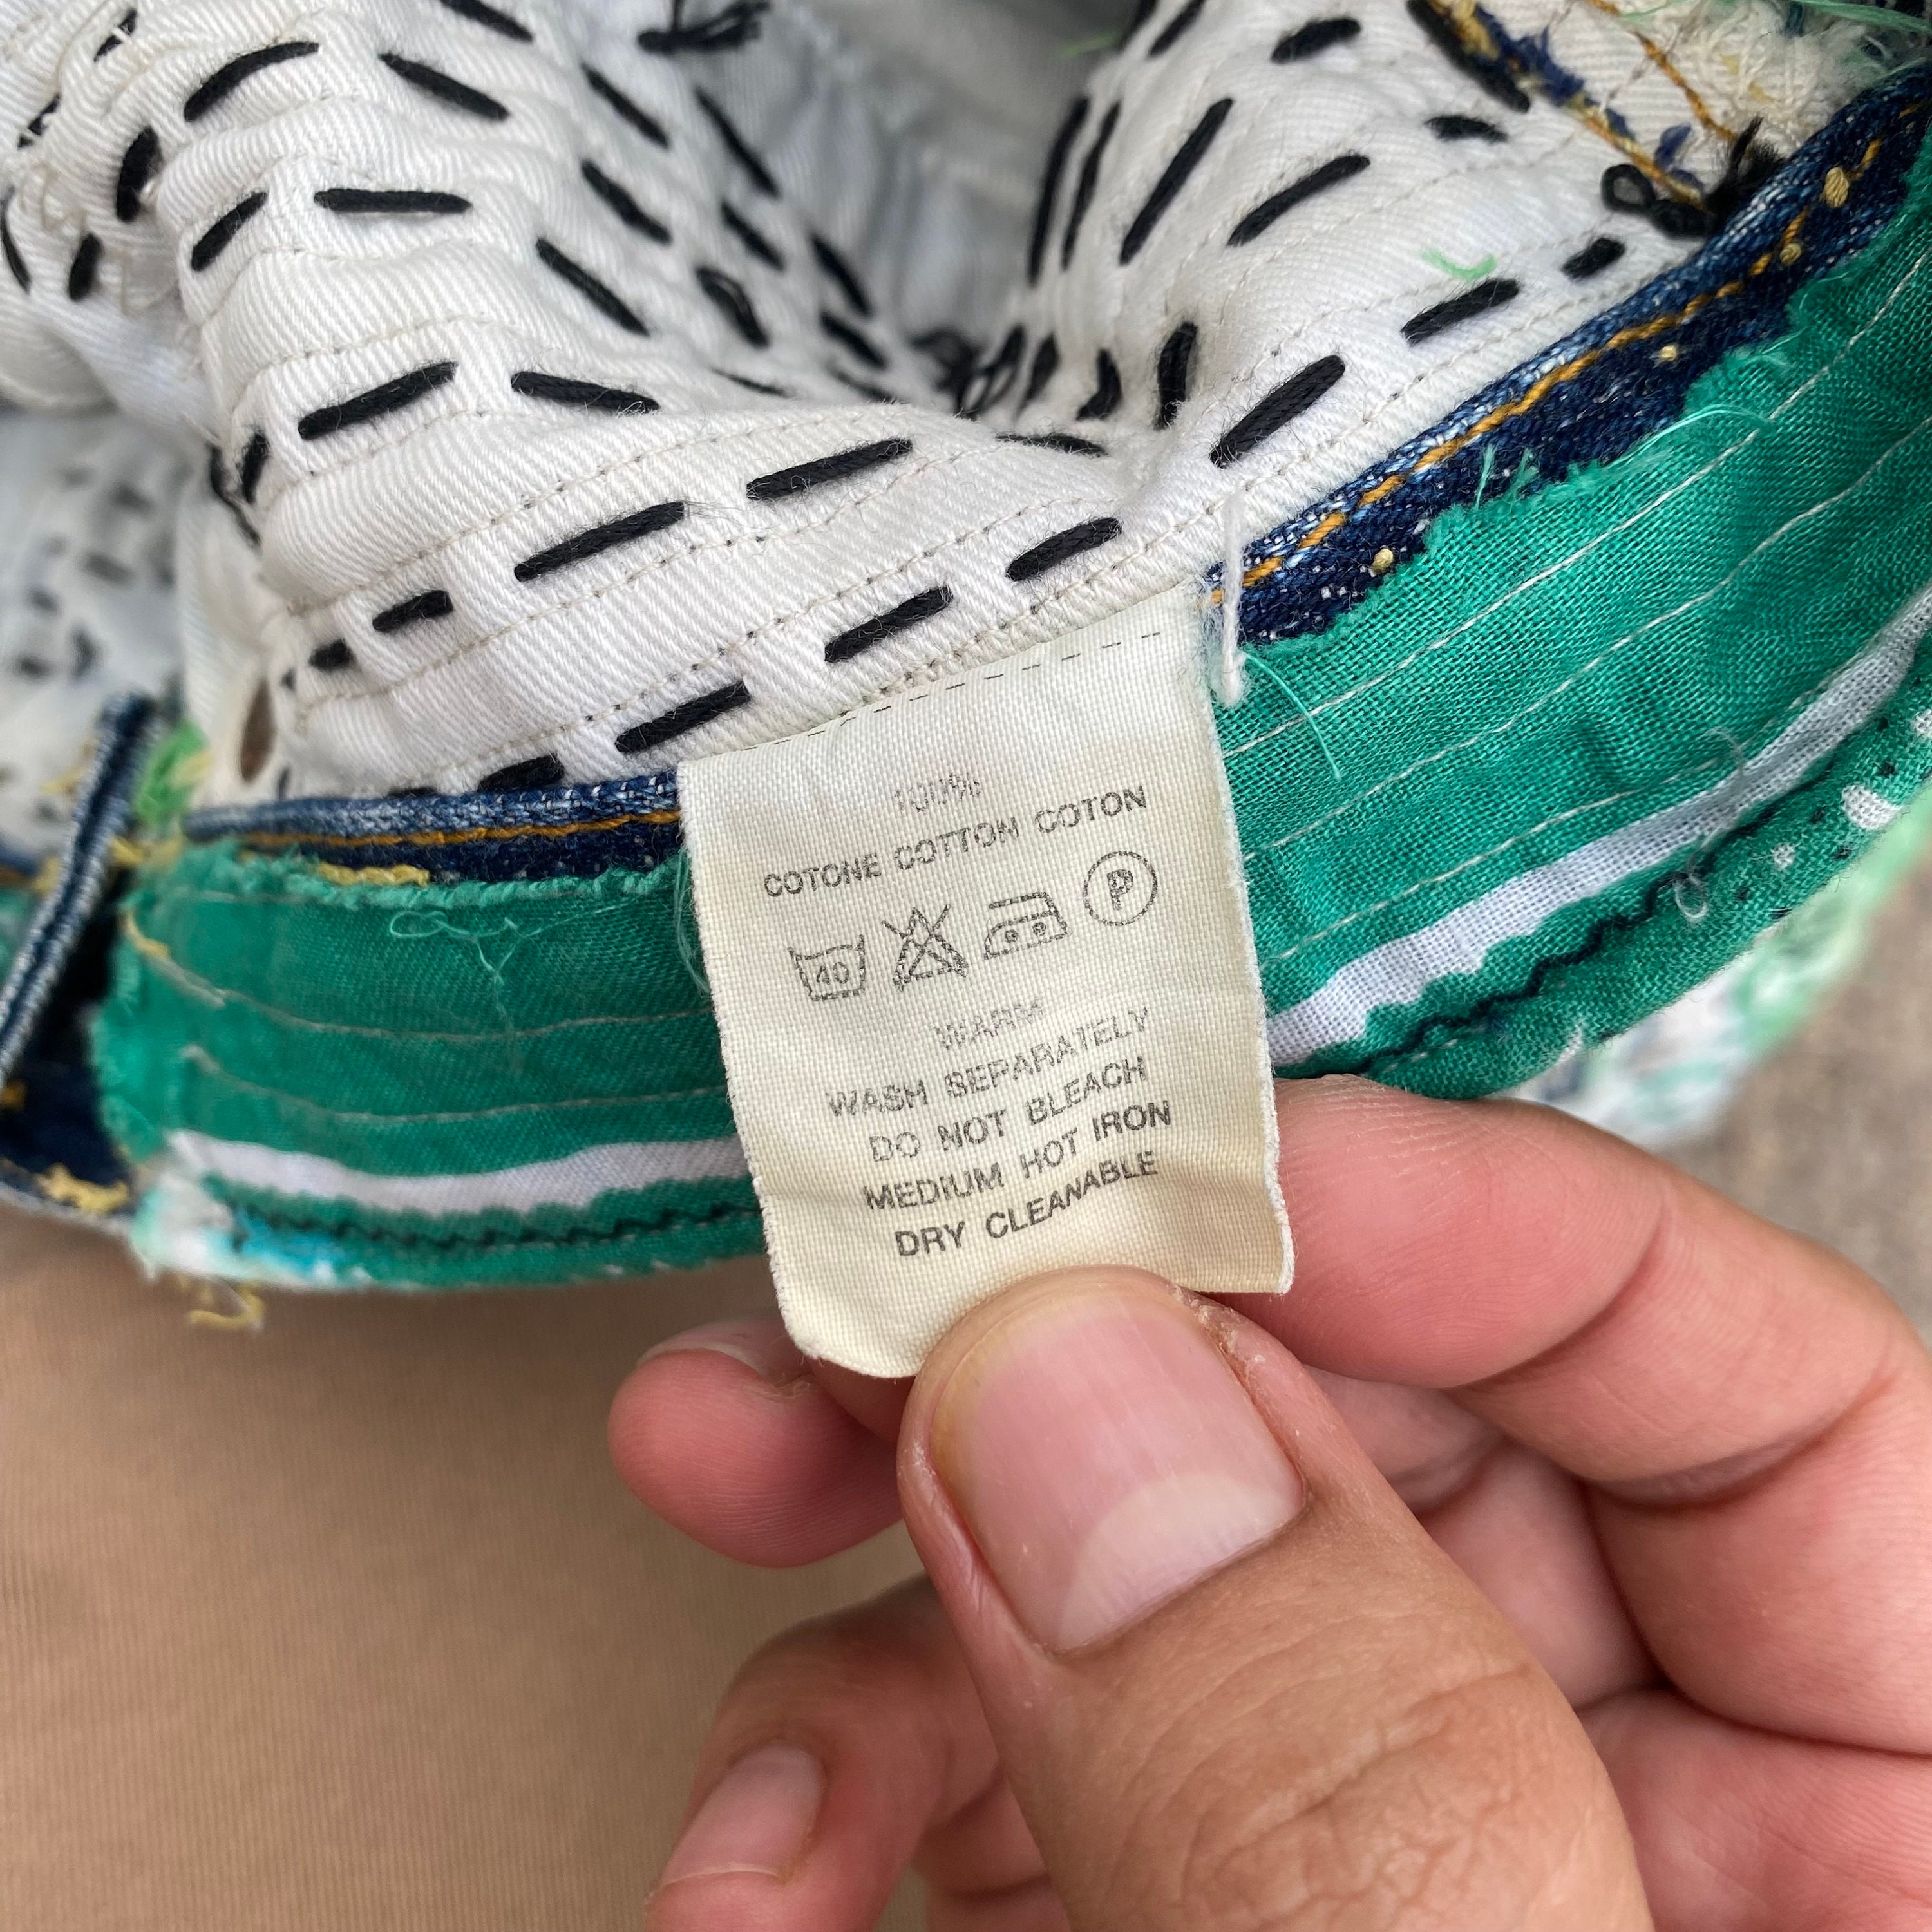 100%
COTONE COTTON COTON
40 P
WARM
WASH SEPARATELY
DO NOT BLEACH
MEDIUM HOT IRON
DRY CLEANABLE